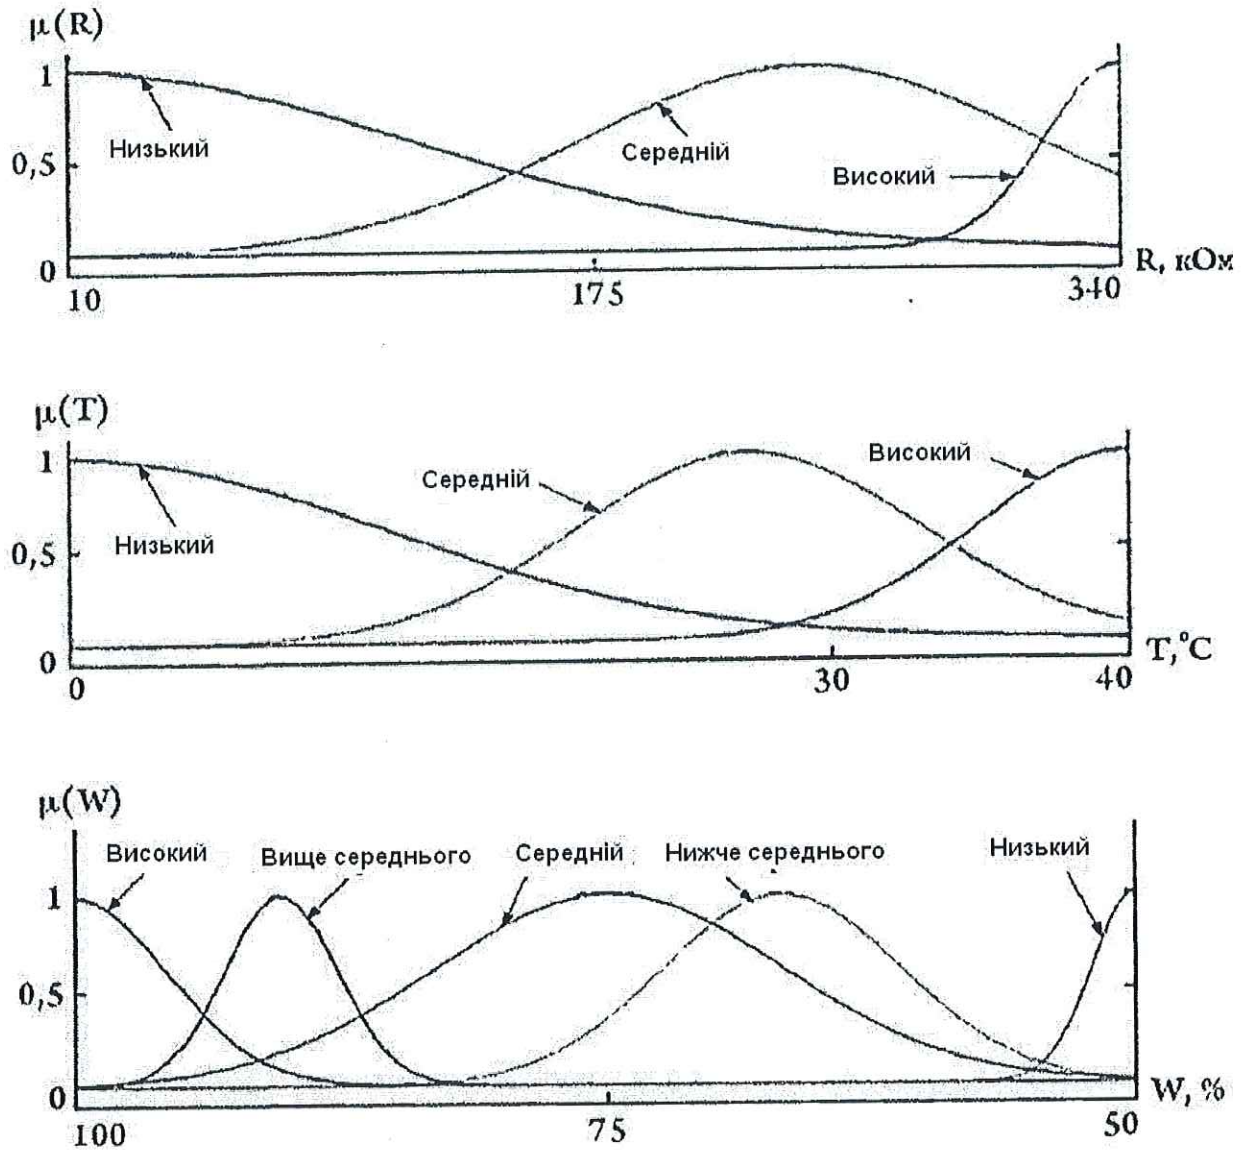 μ(R)
1
Низький
Середній
0,5
Високий
0
R, кОм
10
175
340
μ(T)
1
Високий
Середній
0,5
Низький
0
T,°C
0
30
40
μ(W)
Високий
Вище середнього
Середній
Нижче середнього
Низький
1
0,5
0
W, %
100
75
50